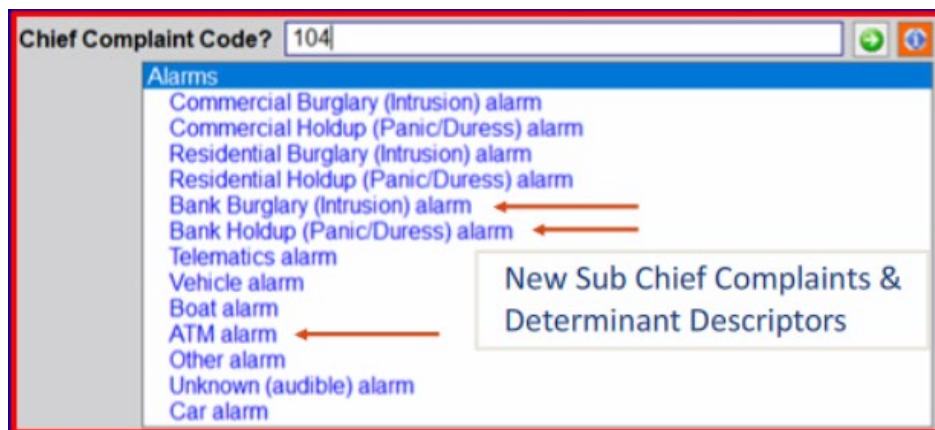 Chief Complaint Code? 104
Alarms
Commercial Burglary (Intrusion) alarm
Commercial Holdup (Panic/Duress) alarm
Residential Burglary (Intrusion) alarm
Residential Holdup (Panic/Duress) alarm
Bank Burglary (Intrusion) alarm
Bank Holdup (Panic/Duress) alarm
Telematics alarm
Vehicle alarm
Boat alarm
ATM alarm
Other alarm
Unknown (audible) alarm
Car alarm
New Sub Chief Complaints &
Determinant Descriptors